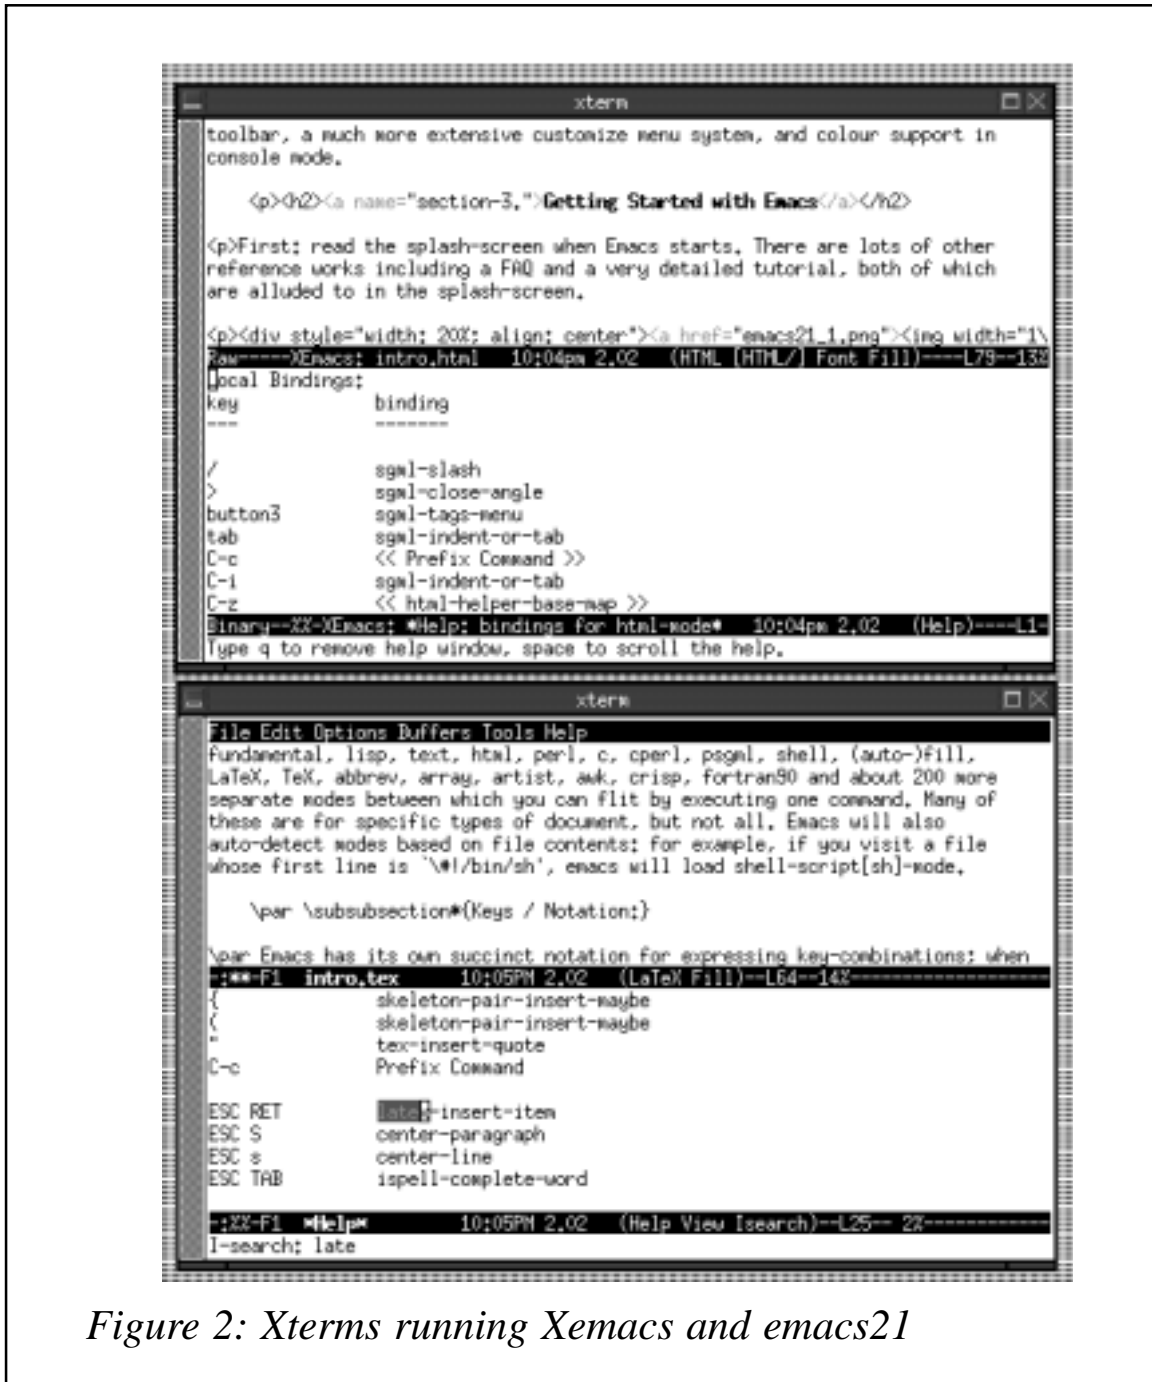 xterm
toolbar, a much more extensive customize menu system, and colour support in
console mode.
<p><h2><a name="section-3.">Getting Started with Emacs</a></h2>
<p>First: read the splash-screen when Emacs starts. There are lots of other
reference works including a FAQ and a very detailed tutorial, both of which
are alluded to in the splash-screen.
<p><div style="width: 20%; align: center"><a href="emacs21_1.png"><img width="1\
Raw-----XEmacs: intro.html   10:04pm 2.02   (HTML [HTML/] Font Fill)----L79--13%
Local Bindings:
key             binding
---             -------
/               sgml-slash
>               sgml-close-angle
button3         sgml-tags-menu
tab             sgml-indent-or-tab
C-c             << Prefix Command >>
C-i             sgml-indent-or-tab
C-z             << html-helper-base-map >>
Binary--%%-XEmacs: *Help: bindings for html-mode*   10:04pm 2.02   (Help)----L1-
Type q to remove help window, space to scroll the help.
xterm
File Edit Options Buffers Tools Help
fundamental, lisp, text, html, perl, c, cperl, psgml, shell, (auto-)fill,
LaTeX, TeX, abbrev, array, artist, awk, crisp, fortran90 and about 200 more
separate modes between which you can flit by executing one command. Many of
these are for specific types of document, but not all. Emacs will also
auto-detect modes based on file contents: for example, if you visit a file
whose first line is `\#!/bin/sh', emacs will load shell-script[sh]-mode.
\par \subsubsection*{Keys / Notation:}
\par Emacs has its own succinct notation for expressing key-combinations: when
-:**-F1  intro.tex      10:05PM 2.02   (LaTeX Fill)--L64--14%-------------------
{               skeleton-pair-insert-maybe
(               skeleton-pair-insert-maybe
"               tex-insert-quote
C-c             Prefix Command
ESC RET         latex-insert-item
ESC S           center-paragraph
ESC s           center-line
ESC TAB         ispell-complete-word
-:%%-F1  *Help*         10:05PM 2.02   (Help View Isearch)--L25-- 2%------------
I-search: late
Figure 2: Xterms running Xemacs and emacs21